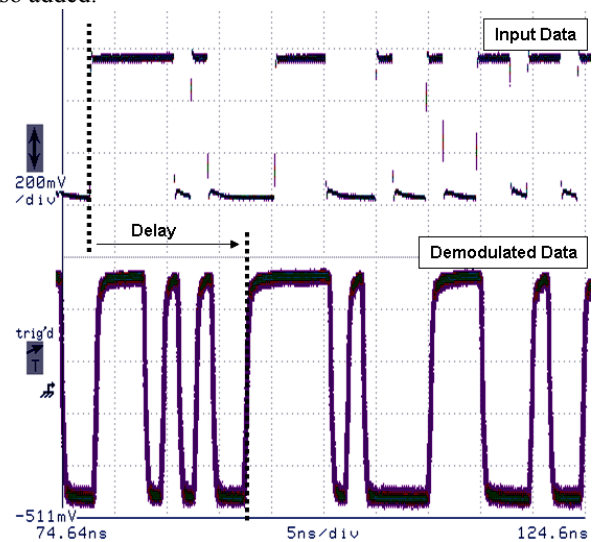 so added.
Input Data
200mV
/div
Delay
Demodulated Data
trig'd
T
-511mV
74.64ns 5ns/div 124.6ns